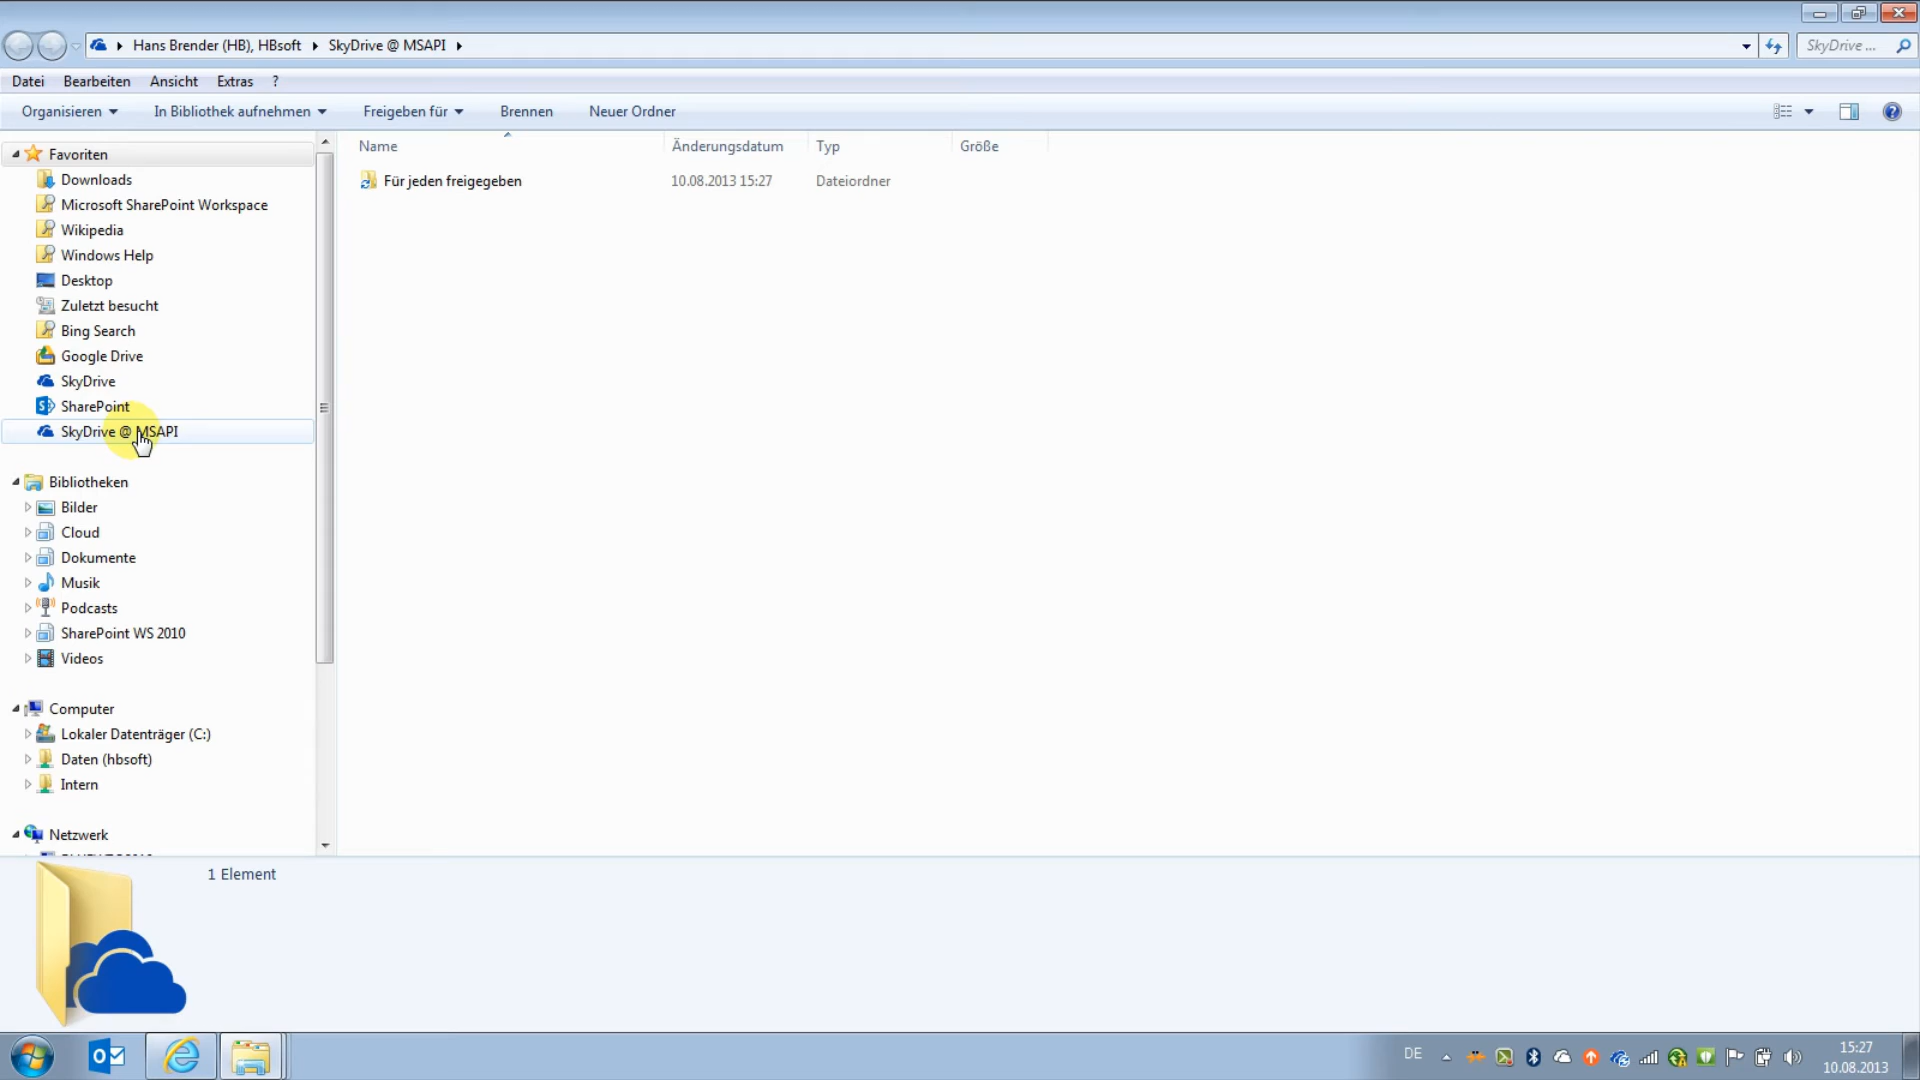 Hans Brender (HB), HBsoft SkyDrive @ MSAPI
SkyDrive ...
Datei Bearbeiten Ansicht Extras ?
Organisieren In Bibliothek aufnehmen Freigeben für Brennen Neuer Ordner
Name Änderungsdatum Typ Größe
Für jeden freigegeben 10.08.2013 15:27 Dateiordner
Favoriten
Downloads
Microsoft SharePoint Workspace
Wikipedia
Windows Help
Desktop
Zuletzt besucht
Bing Search
Google Drive
SkyDrive
SharePoint
SkyDrive @ MSAPI
Bibliotheken
Bilder
Cloud
Dokumente
Musik
Podcasts
SharePoint WS 2010
Videos
Computer
Lokaler Datenträger (C:)
Daten (hbsoft)
Intern
Netzwerk
1 Element
DE
15:27
10.08.2013